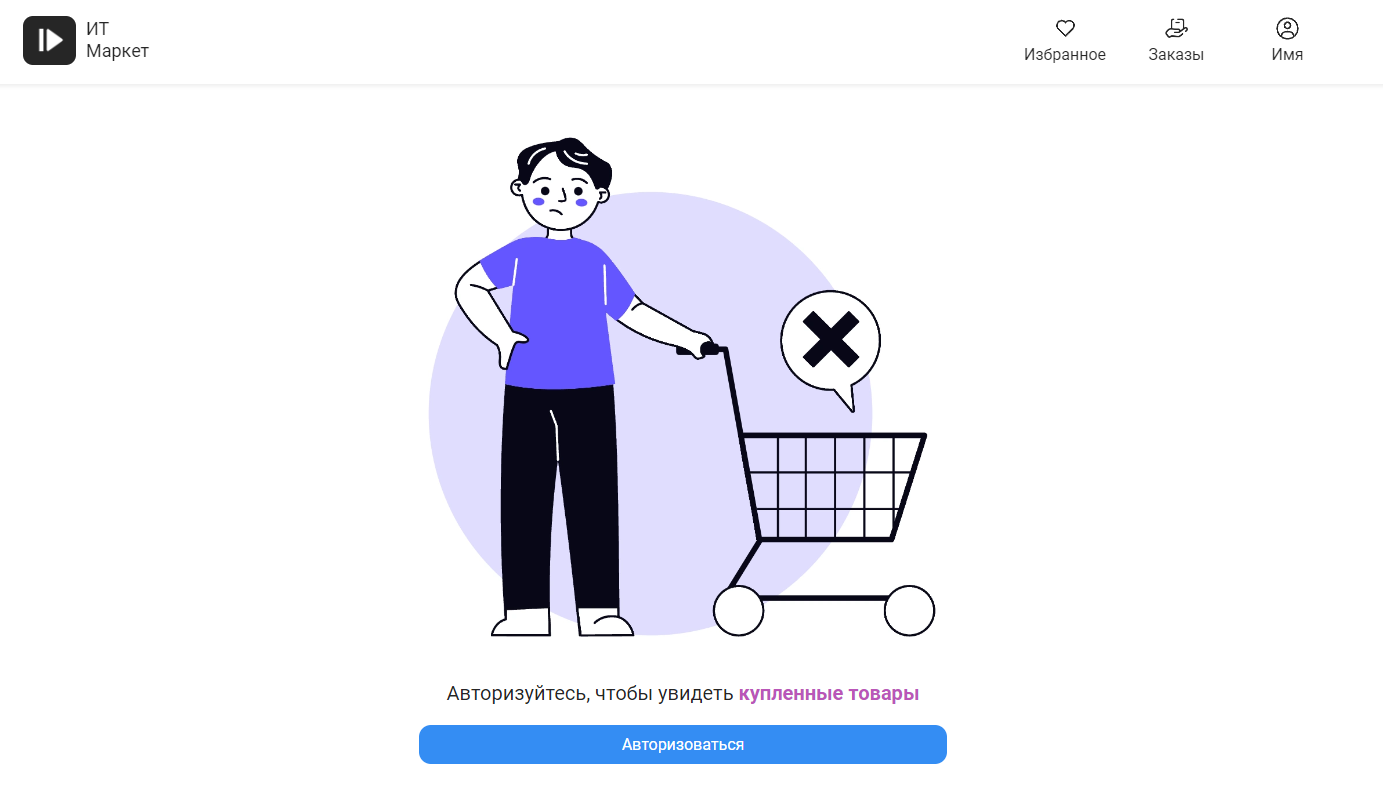 ИТ
Маркет
Избранное
Заказы
Имя
Авторизуйтесь, чтобы увидеть купленные товары
Авторизоваться